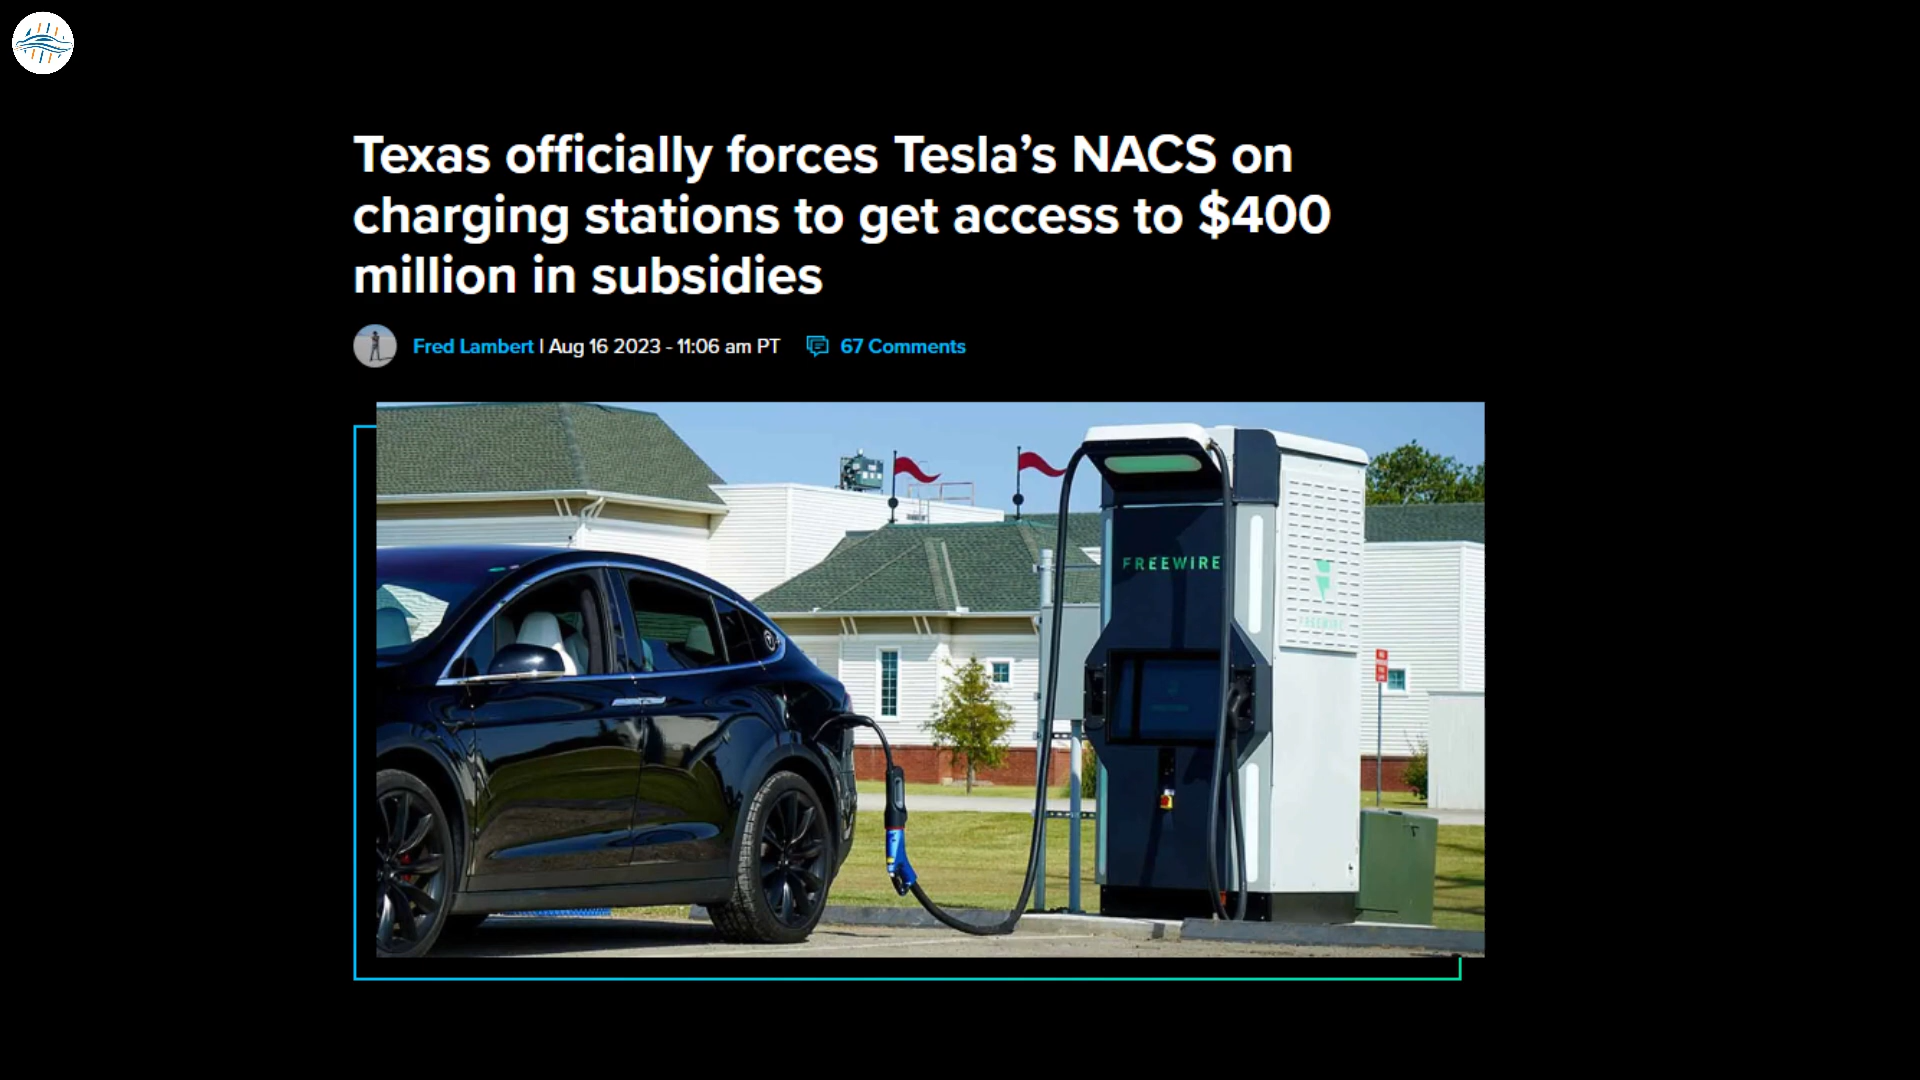 Texas officially forces Tesla’s NACS on
charging stations to get access to $400
million in subsidies
Fred Lambert | Aug 16 2023 - 11:06 am PT 67 Comments
FREEWIRE
FREEWIRE